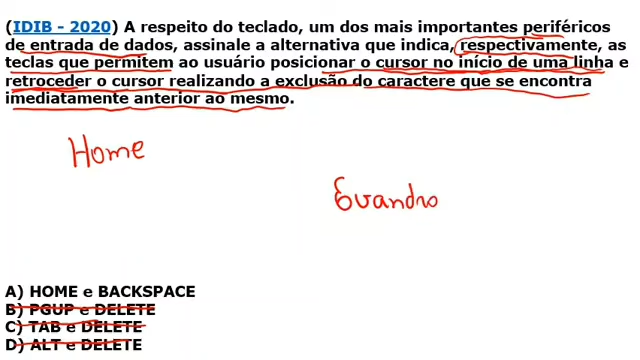 (IDIB - 2020) A respeito do teclado, um dos mais importantes periféricos
de entrada de dados, assinale a alternativa que indica, respectivamente, as
teclas que permitem ao usuário posicionar o cursor no início de uma linha e
retroceder o cursor realizando a exclusão do caractere que se encontra
imediatamente anterior ao mesmo.
Home
Evandro
A) HOME e BACKSPACE
B) PGUP e DELETE
C) TAB e DELETE
D) ALT e DELETE